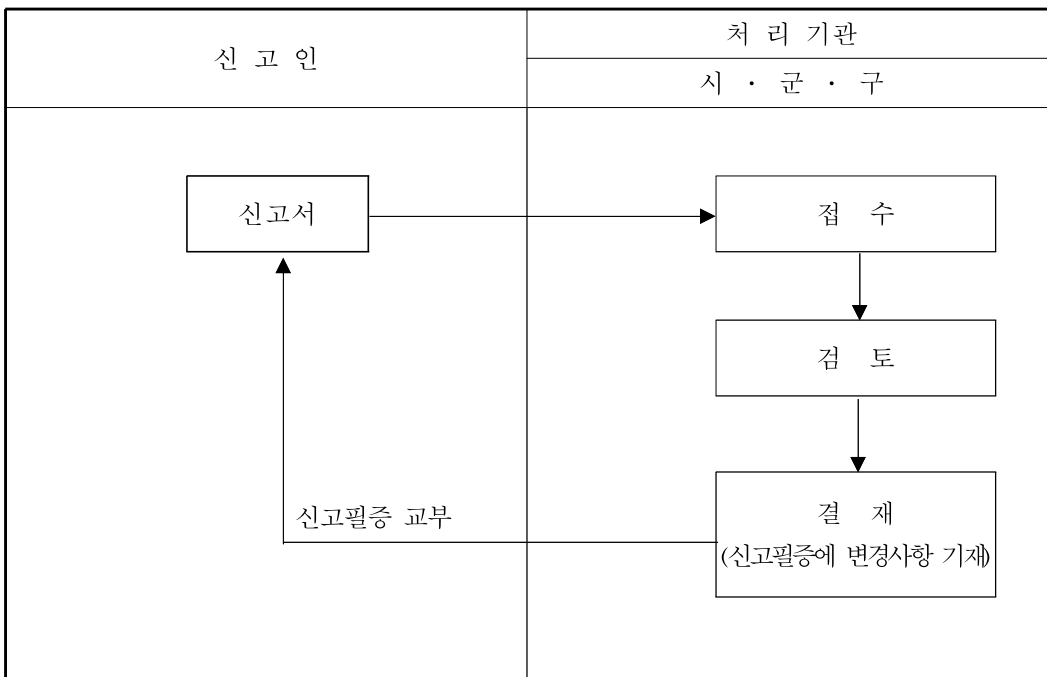 신 고 인
처 리 기관
시 · 군 · 구
신고서
접 수
검 토
결 재
(신고필증에 변경사항 기재)
신고필증 교부